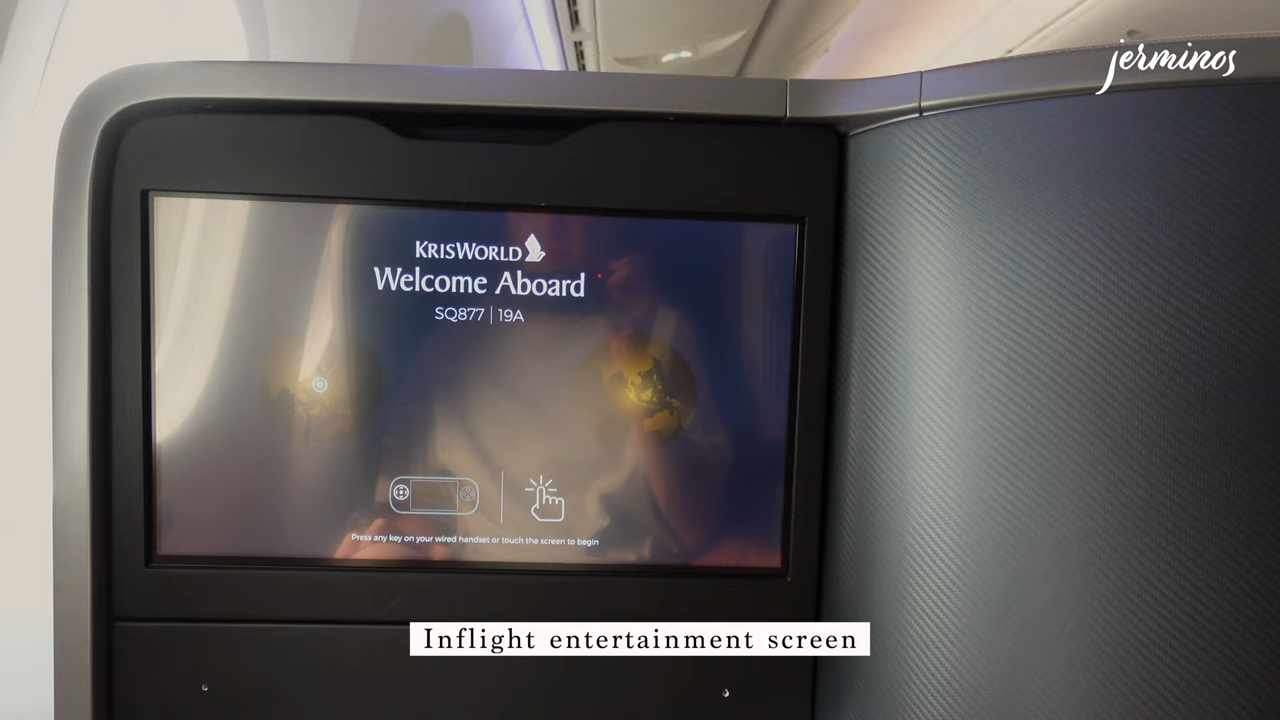 jerminos
KRISWORLD
Welcome Aboard
SQ877 | 19A
Press any key on your wired handset or touch the screen to begin
Inflight entertainment screen